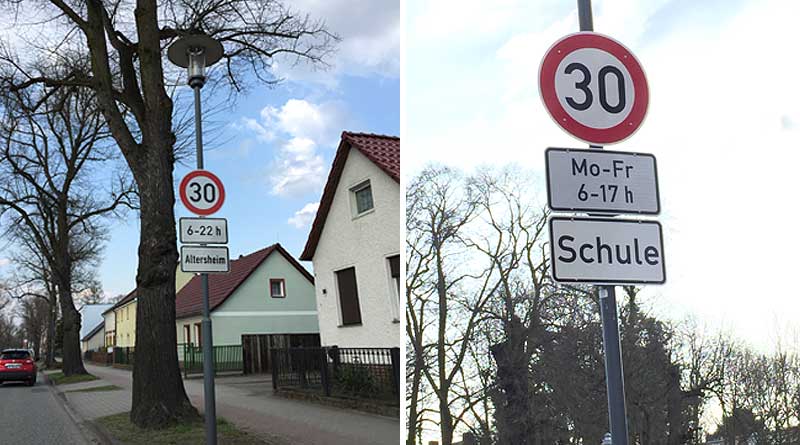 30
6-22 h
Altersheim
30
Mo-Fr
6-17 h
Schule